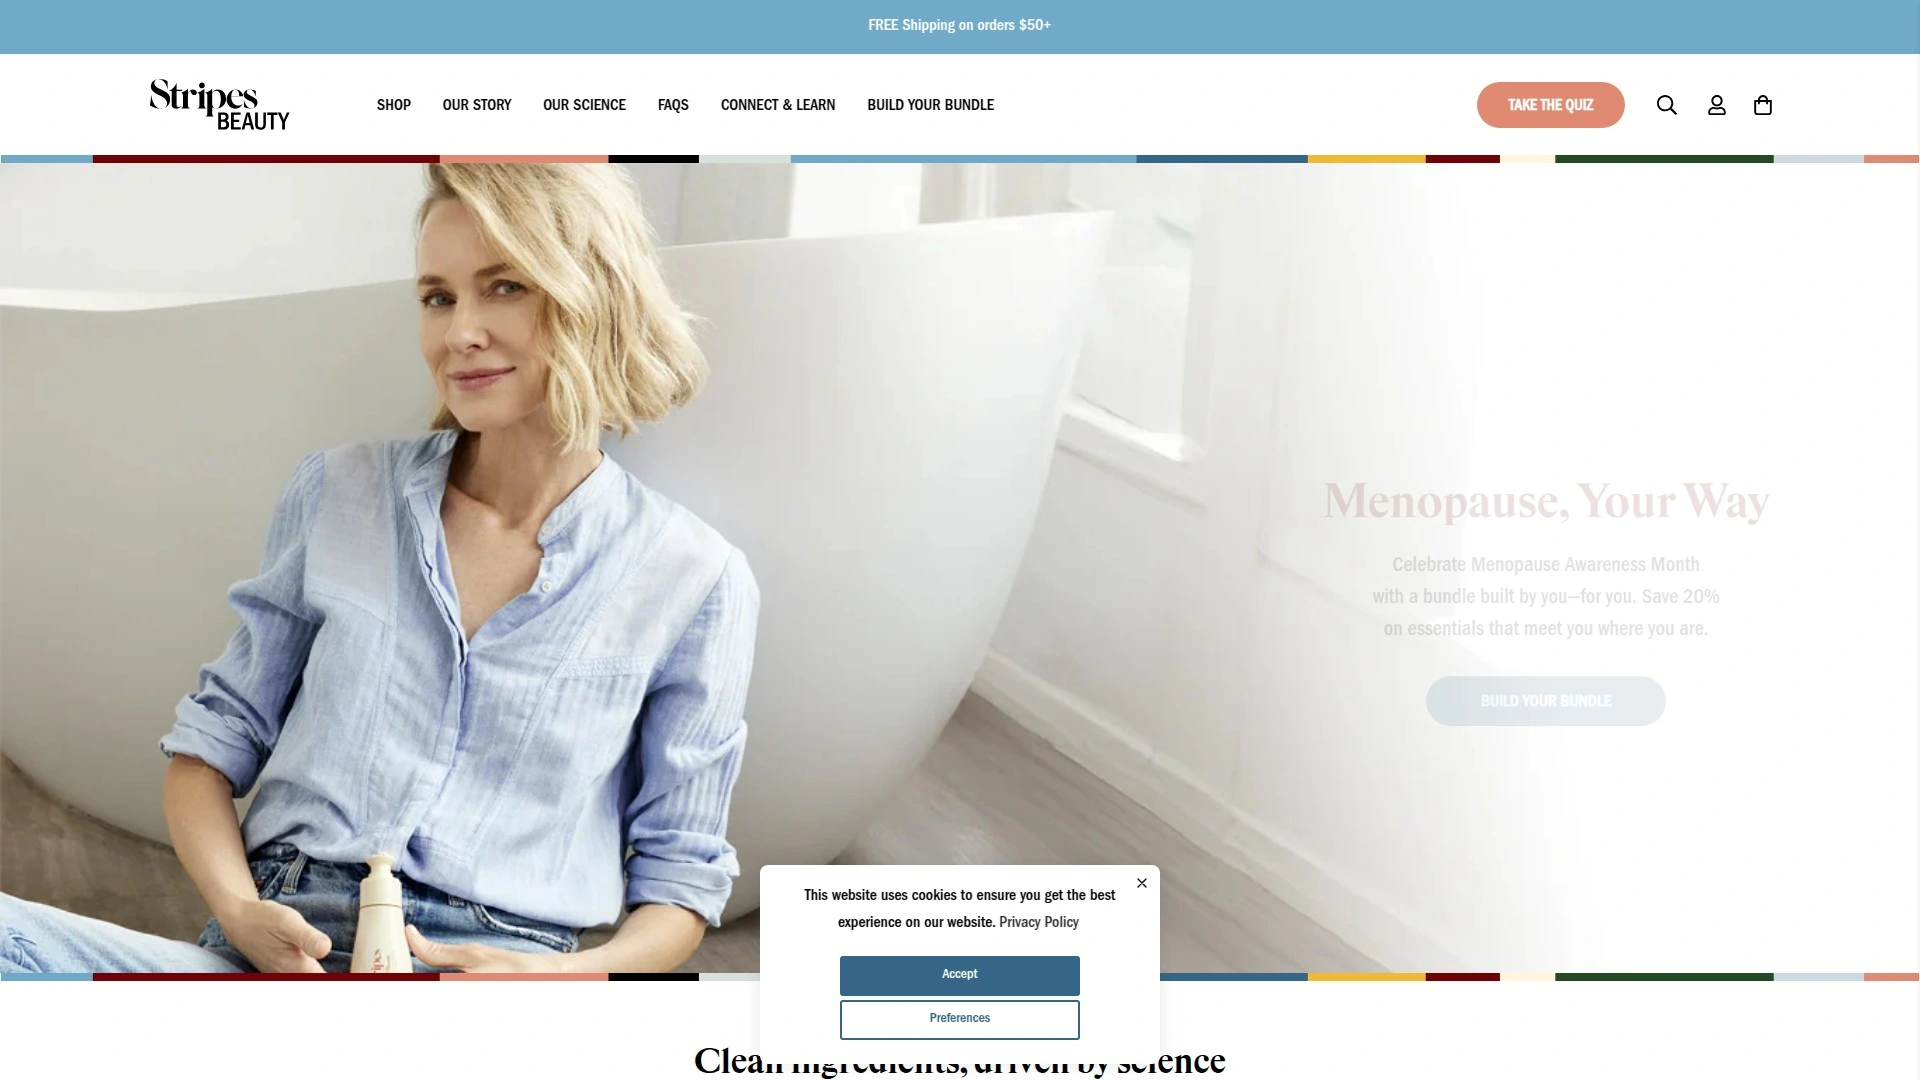 FREE Shipping on orders $50+
Stripes
BEAUTY
SHOP
OUR STORY
OUR SCIENCE
FAQS
CONNECT & LEARN
BUILD YOUR BUNDLE
TAKE THE QUIZ
Menopause, Your Way
Celebrate Menopause Awareness Month
with a bundle built by you—for you. Save 20%
on essentials that meet you where you are.
BUILD YOUR BUNDLE
This website uses cookies to ensure you get the best
experience on our website. Privacy Policy
Accept
Preferences
Clean ingredients, driven by science